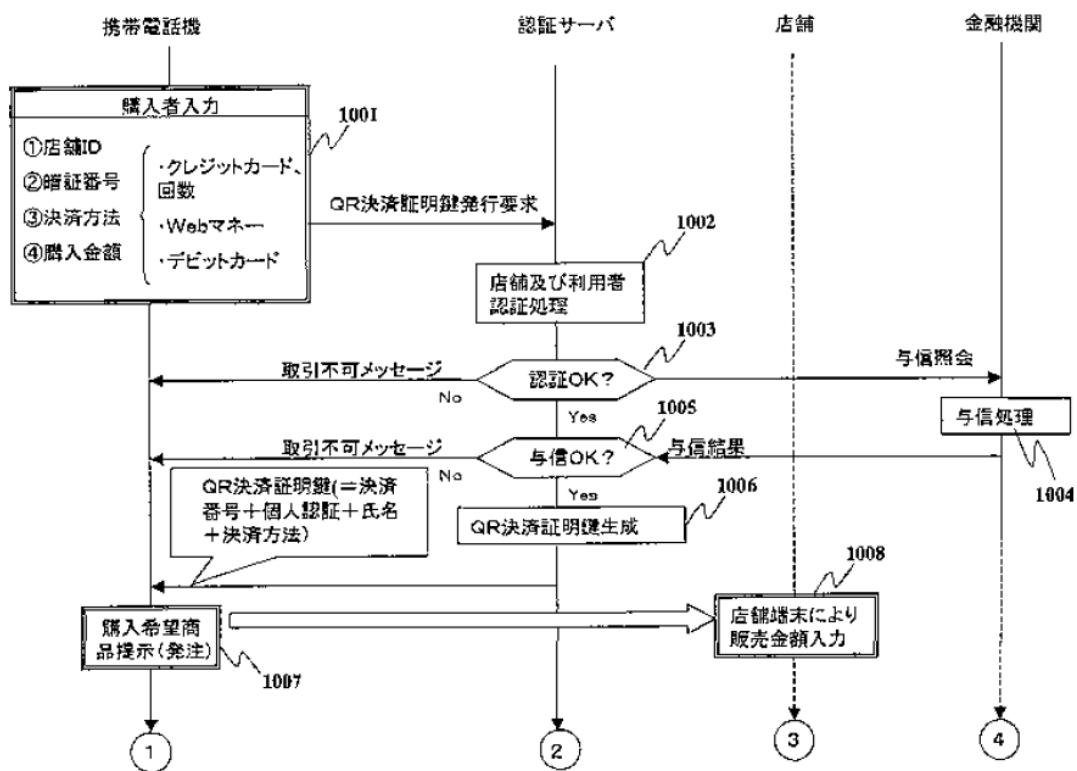 携帯電話機
認証サーバ
店舗
金融機関
購入者入力
1001
①店舗ID
②暗証番号
③決済方法
④購入金額
・クレジットカード、
回数
・Webマネー
・デビットカード
QR決済証明鍵発行要求
1002
店舗及び利用者
認証処理
1003
取引不可メッセージ
認証OK?
与信照会
No
Yes
1005
与信処理
1004
取引不可メッセージ
与信OK?
与信結果
No
Yes
QR決済証明鍵(=決済
番号+個人認証+氏名
+決済方法)
1006
QR決済証明鍵生成
1008
購入希望商
品提示(発注)
1007
店舗端末により
販売金額入力
1
2
3
4